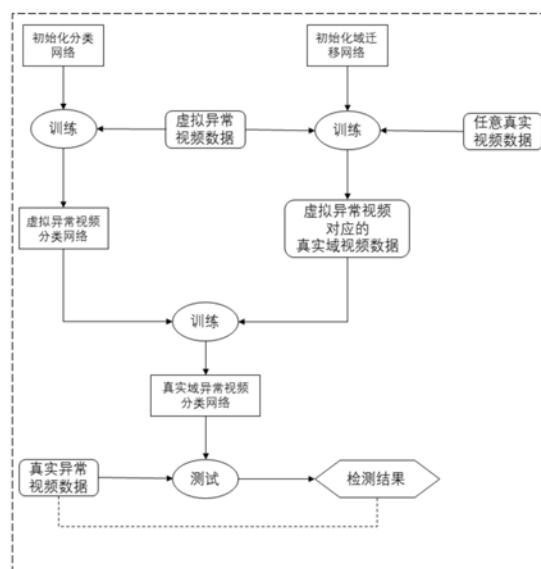 初始化分类
网络
初始化域迁
移网络
训练
虚拟异常
视频数据
训练
任意真实
视频数据
虚拟异常视频
分类网络
虚拟异常视频
对应的
真实域视频数据
训练
真实域异常视频
分类网络
真实异常
视频数据
测试
检测结果